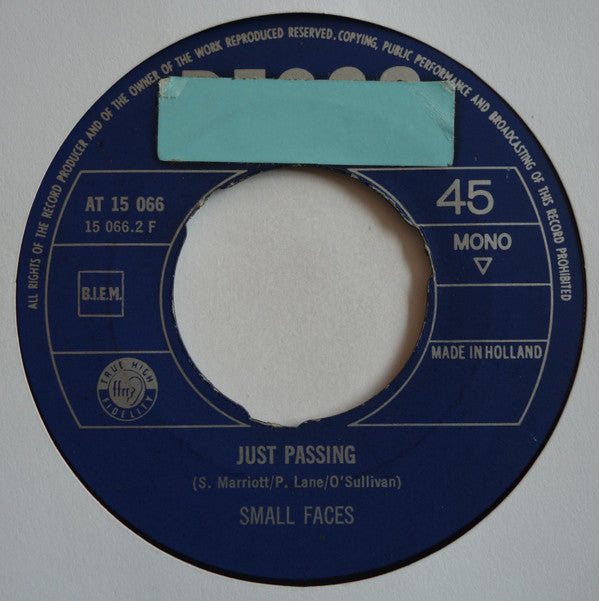 ALL RIGHTS OF THE RECORD PRODUCER AND OF THE OWNER OF THE WORK REPRODUCED RESERVED. COPYING, PUBLIC PERFORMANCE AND BROADCASTING OF THIS RECORD PROHIBITED
AT 15 066
15 066.2 F
45
MONO
B.I.E.M.
MADE IN HOLLAND
TRUE HIGH
ffrr
FIDELITY
JUST PASSING
(S. Marriott/P. Lane/O'Sullivan)
SMALL FACES